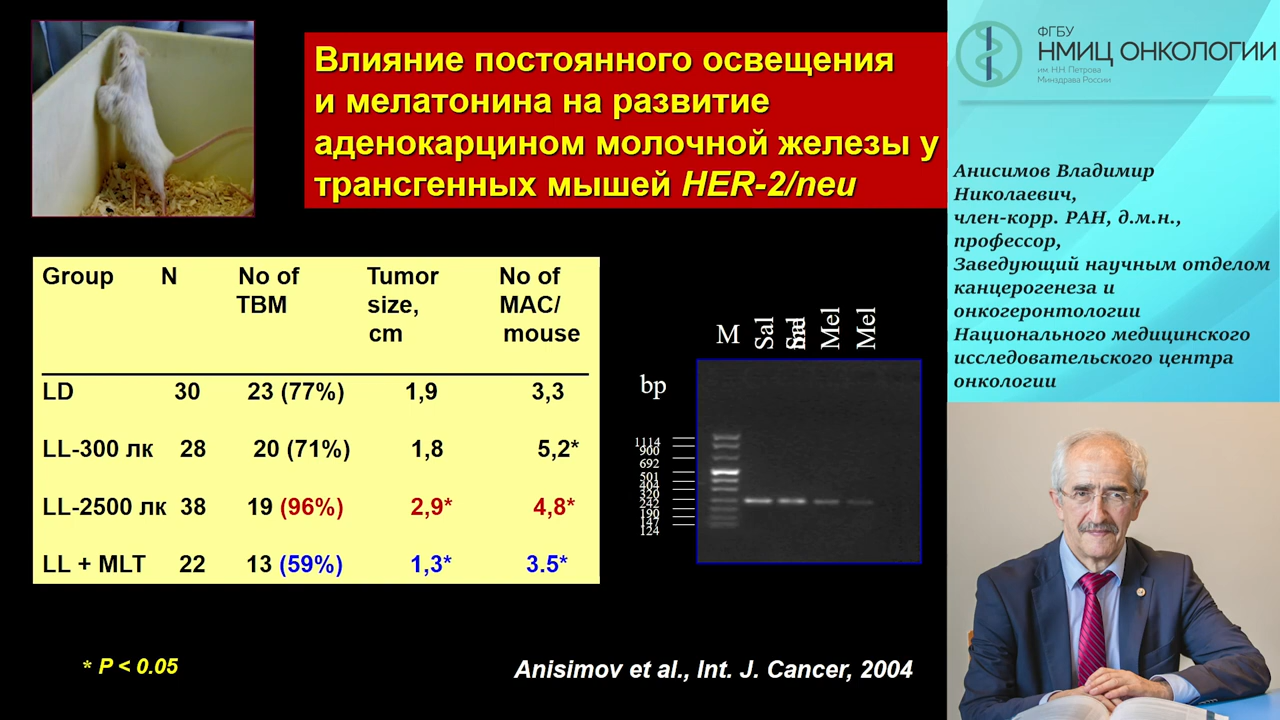 Влияние постоянного освещения
и мелатонина на развитие
аденокарцином молочной железы у
трансгенных мышей HER-2/neu
Group N No of TBM Tumor size, cm No of MAC/ mouse
LD 30 23 (77%) 1,9 3,3
LL-300 лк 28 20 (71%) 1,8 5,2*
LL-2500 лк 38 19 (96%) 2,9* 4,8*
LL + MLT 22 13 (59%) 1,3* 3.5*
* P < 0.05
M Sal Mel Mel
bp
1114
900
692
501
404
320
242
190
147
124
Anisimov et al., Int. J. Cancer, 2004
ФГБУ
НМИЦ ОНКОЛОГИИ
им. Н.Н. Петрова
Минздрава России
Анисимов Владимир
Николаевич,
член-корр. РАН, д.м.н.,
профессор,
Заведующий научным отделом
канцерогенеза и
онкогеронтологии
Национального медицинского
исследовательского центра
онкологии